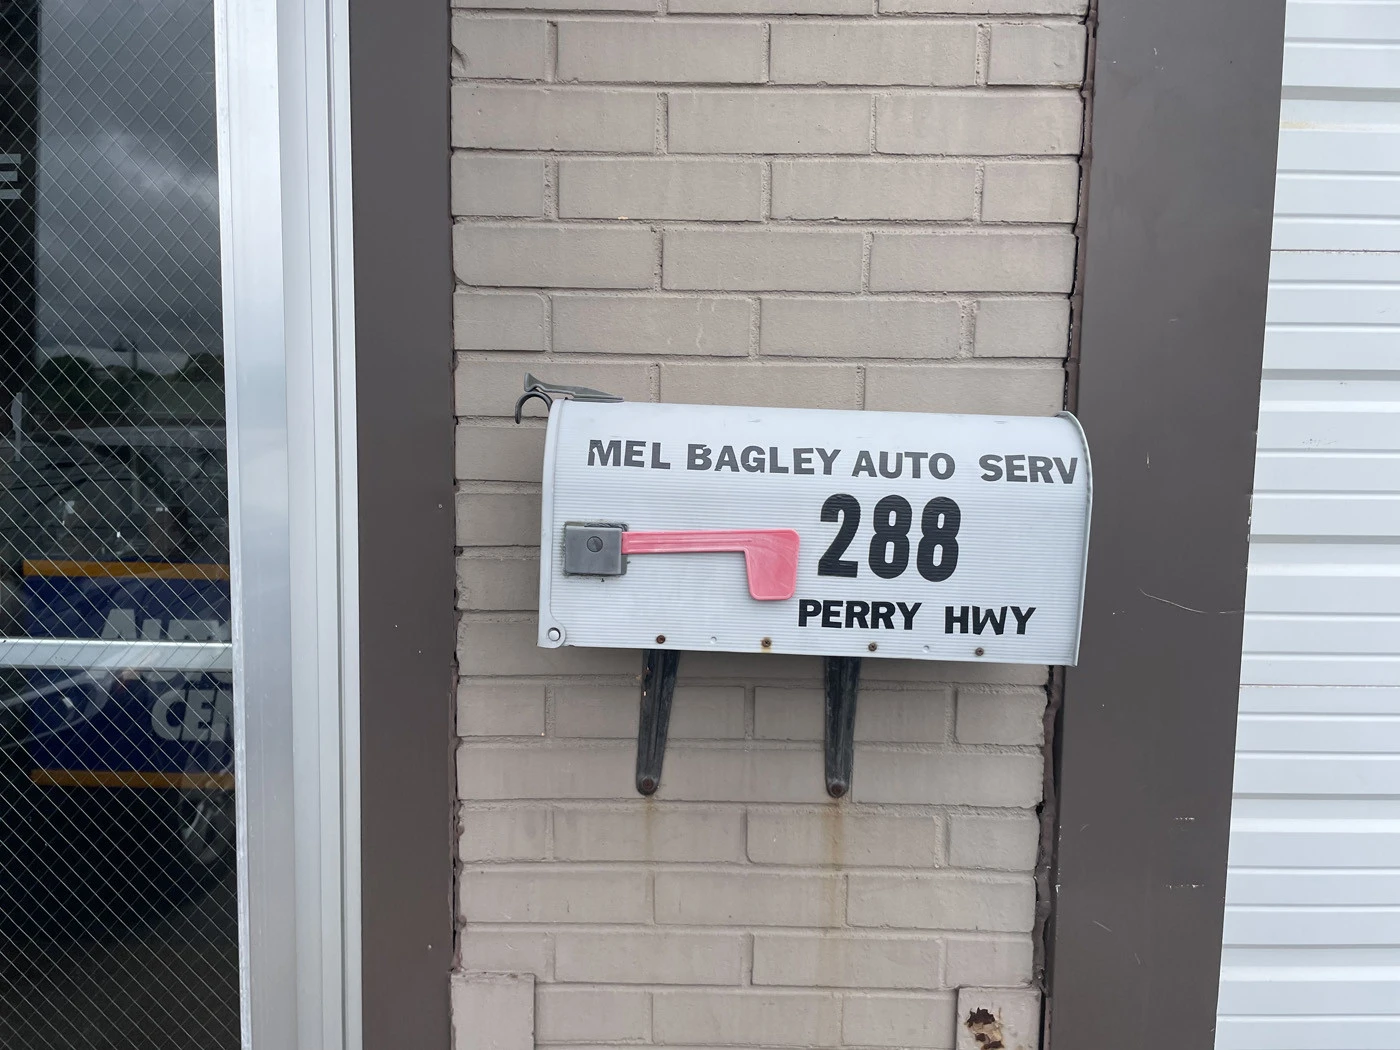 MEL BAGLEY AUTO SERV
288
PERRY HWY